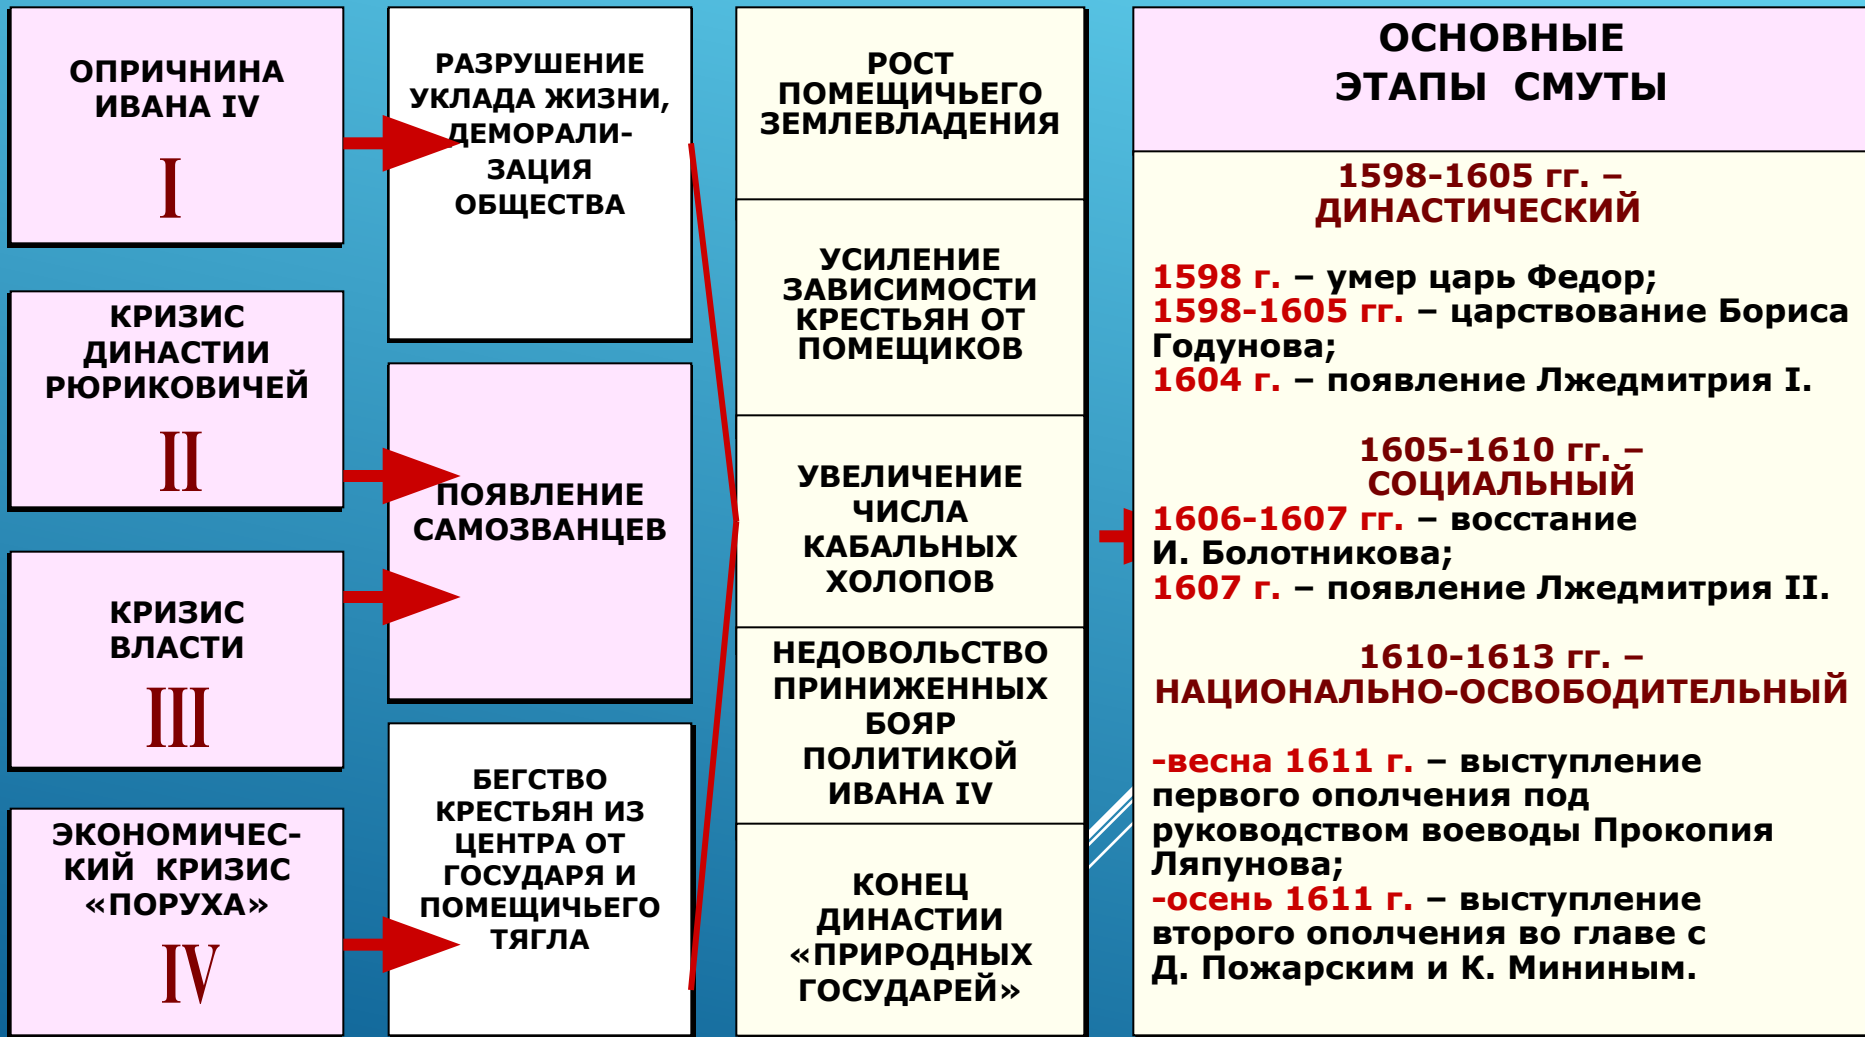 ОПРИЧНИНА
ИВАНА IV
I
КРИЗИС
ДИНАСТИИ
РЮРИКОВИЧЕЙ
II
КРИЗИС
ВЛАСТИ
III
ЭКОНОМИЧЕС-
КИЙ КРИЗИС
«ПОРУХА»
IV
РАЗРУШЕНИЕ
УКЛАДА ЖИЗНИ,
ДЕМОРАЛИ-
ЗАЦИЯ
ОБЩЕСТВА
ПОЯВЛЕНИЕ
САМОЗВАНЦЕВ
БЕГСТВО
КРЕСТЬЯН ИЗ
ЦЕНТРА ОТ
ГОСУДАРЯ И
ПОМЕЩИЧЬЕГО
ТЯГЛА
РОСТ
ПОМЕЩИЧЬЕГО
ЗЕМЛЕВЛАДЕНИЯ
УСИЛЕНИЕ
ЗАВИСИМОСТИ
КРЕСТЬЯН ОТ
ПОМЕЩИКОВ
УВЕЛИЧЕНИЕ
ЧИСЛА
КАБАЛЬНЫХ
ХОЛОПОВ
НЕДОВОЛЬСТВО
ПРИНИЖЕННЫХ
БОЯР
ПОЛИТИКОЙ
ИВАНА IV
КОНЕЦ
ДИНАСТИИ
«ПРИРОДНЫХ
ГОСУДАРЕЙ»
ОСНОВНЫЕ
ЭТАПЫ СМУТЫ
1598-1605 гг. –
ДИНАСТИЧЕСКИЙ
1598 г. – умер царь Федор;
1598-1605 гг. – царствование Бориса
Годунова;
1604 г. – появление Лжедмитрия I.
1605-1610 гг. –
СОЦИАЛЬНЫЙ
1606-1607 гг. – восстание
И. Болотникова;
1607 г. – появление Лжедмитрия II.
1610-1613 гг. –
НАЦИОНАЛЬНО-ОСВОБОДИТЕЛЬНЫЙ
-весна 1611 г. – выступление
первого ополчения под
руководством воеводы Прокопия
Ляпунова;
-осень 1611 г. – выступление
второго ополчения во главе с
Д. Пожарским и К. Мининым.